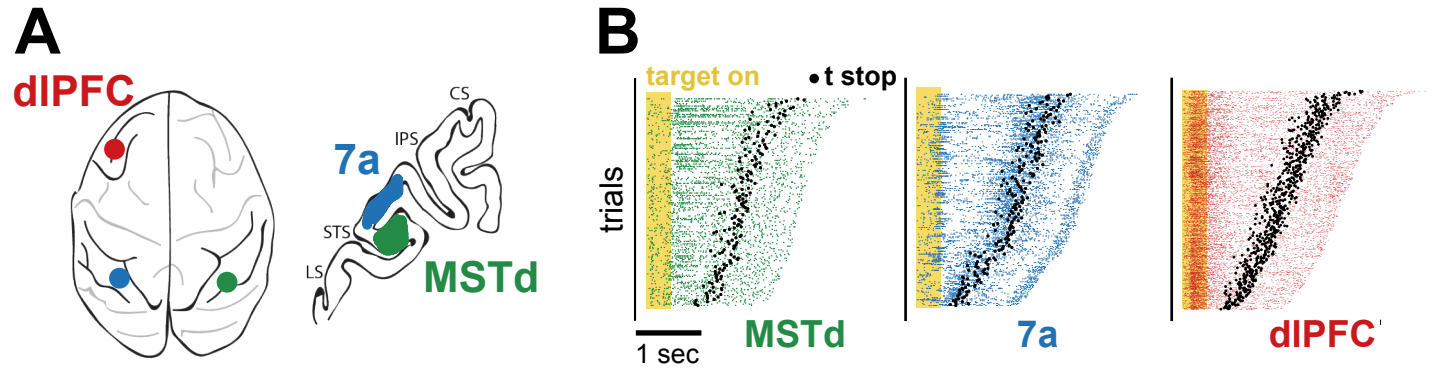 A
dlPFC
7a
MSTd
CS
IPS
STS
LS
B
target on
t stop
trials
1 sec
MSTd
7a
dlPFC